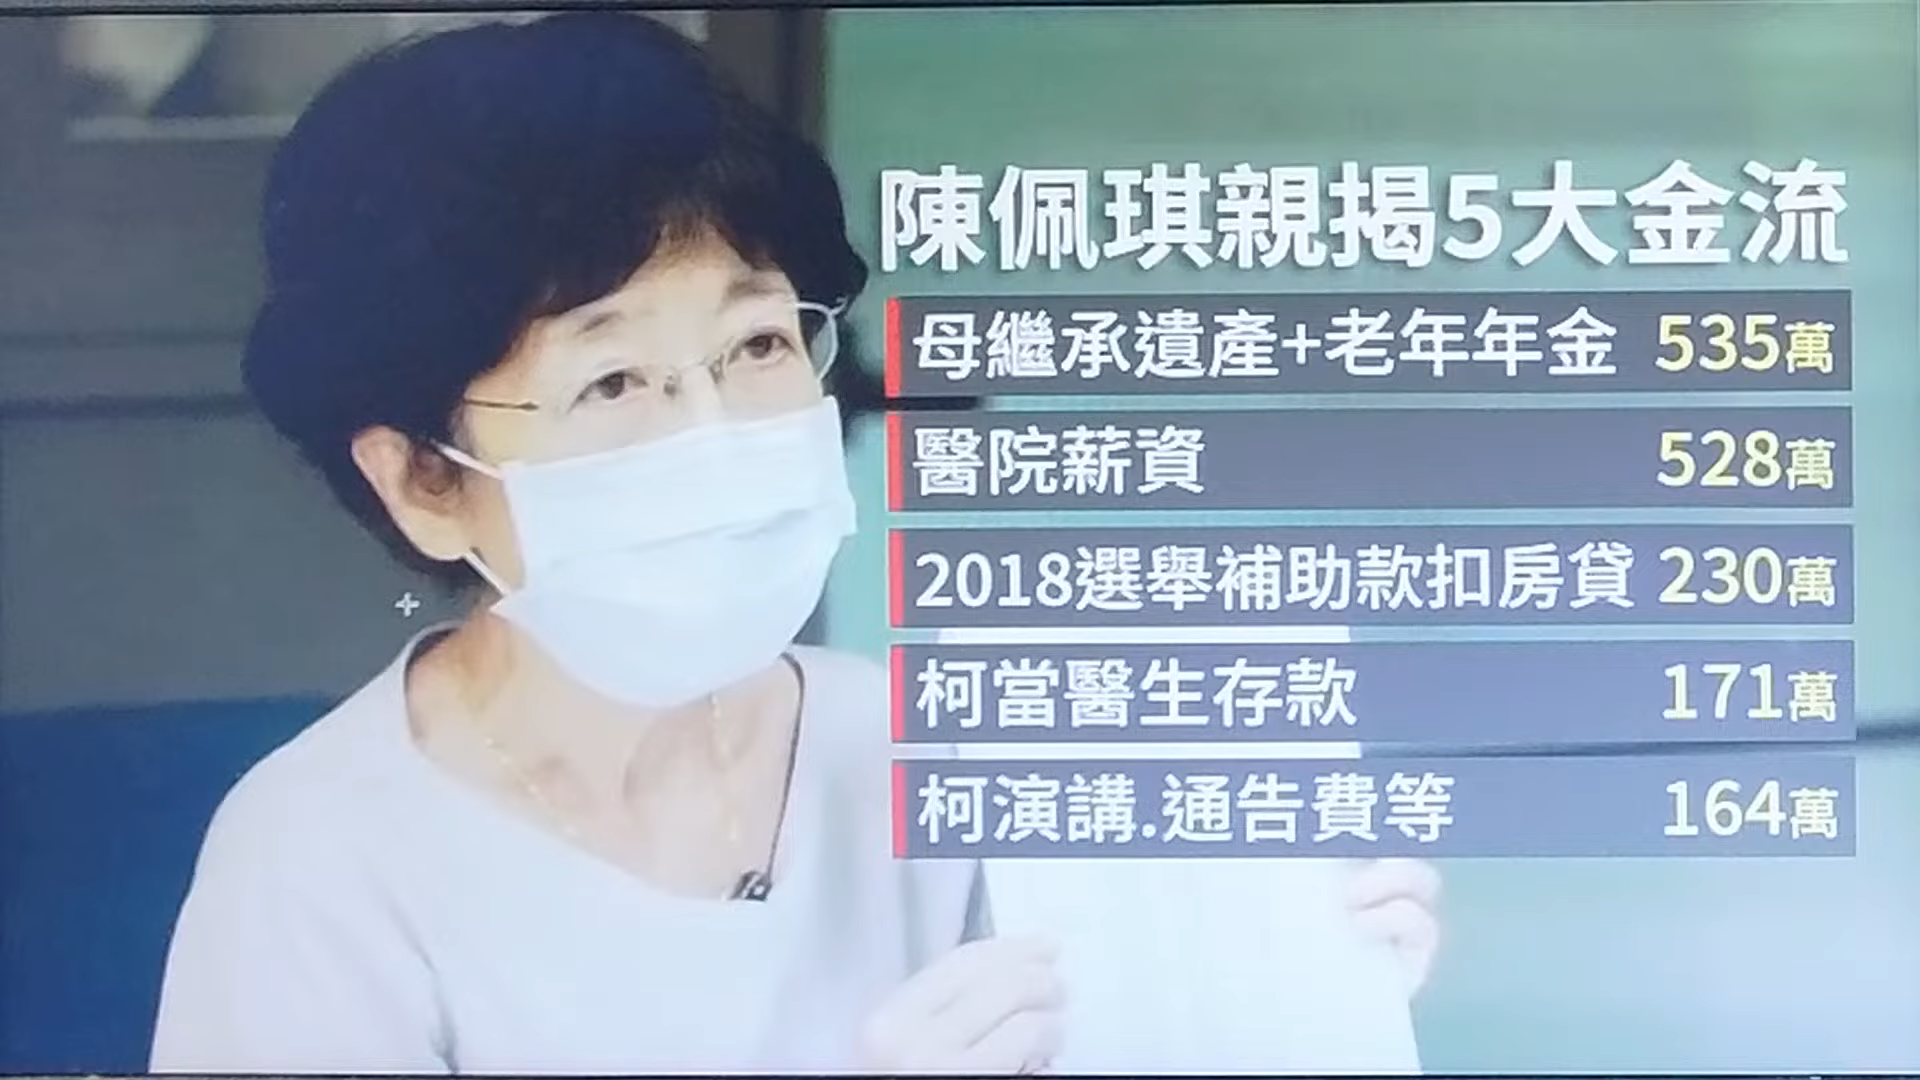 陳佩琪親揭5大金流
母繼承遺產+老年年金 535萬
醫院薪資 528萬
2018選舉補助款扣房貸 230萬
柯當醫生存款 171萬
柯演講.通告費等 164萬